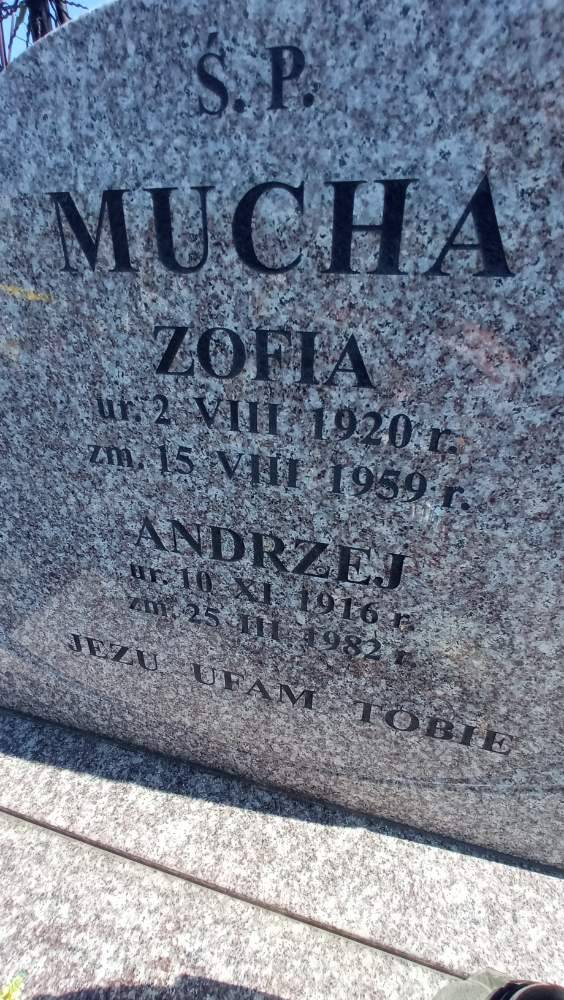 Ś. P.
MUCHA
ZOFIA
ur. 2 VIII 1920 r.
zm. 15 VIII 1959 r.
ANDRZEJ
ur. 10 XI 1916 r.
zm. 25 III 1982 r.
JEZU UFAM TOBIE